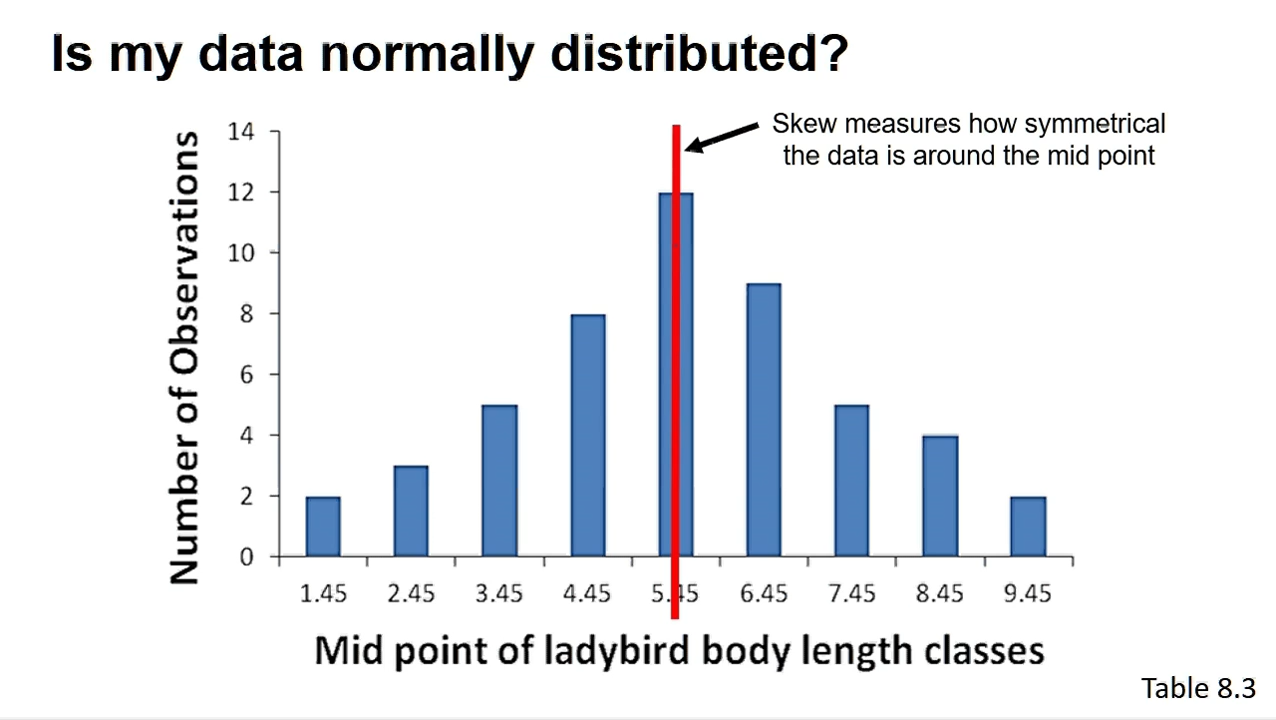 Is my data normally distributed?
Skew measures how symmetrical
the data is around the mid point
Number of Observations
14
12
10
8
6
4
2
0
1.45 2.45 3.45 4.45 5.45 6.45 7.45 8.45 9.45
Mid point of ladybird body length classes
Table 8.3